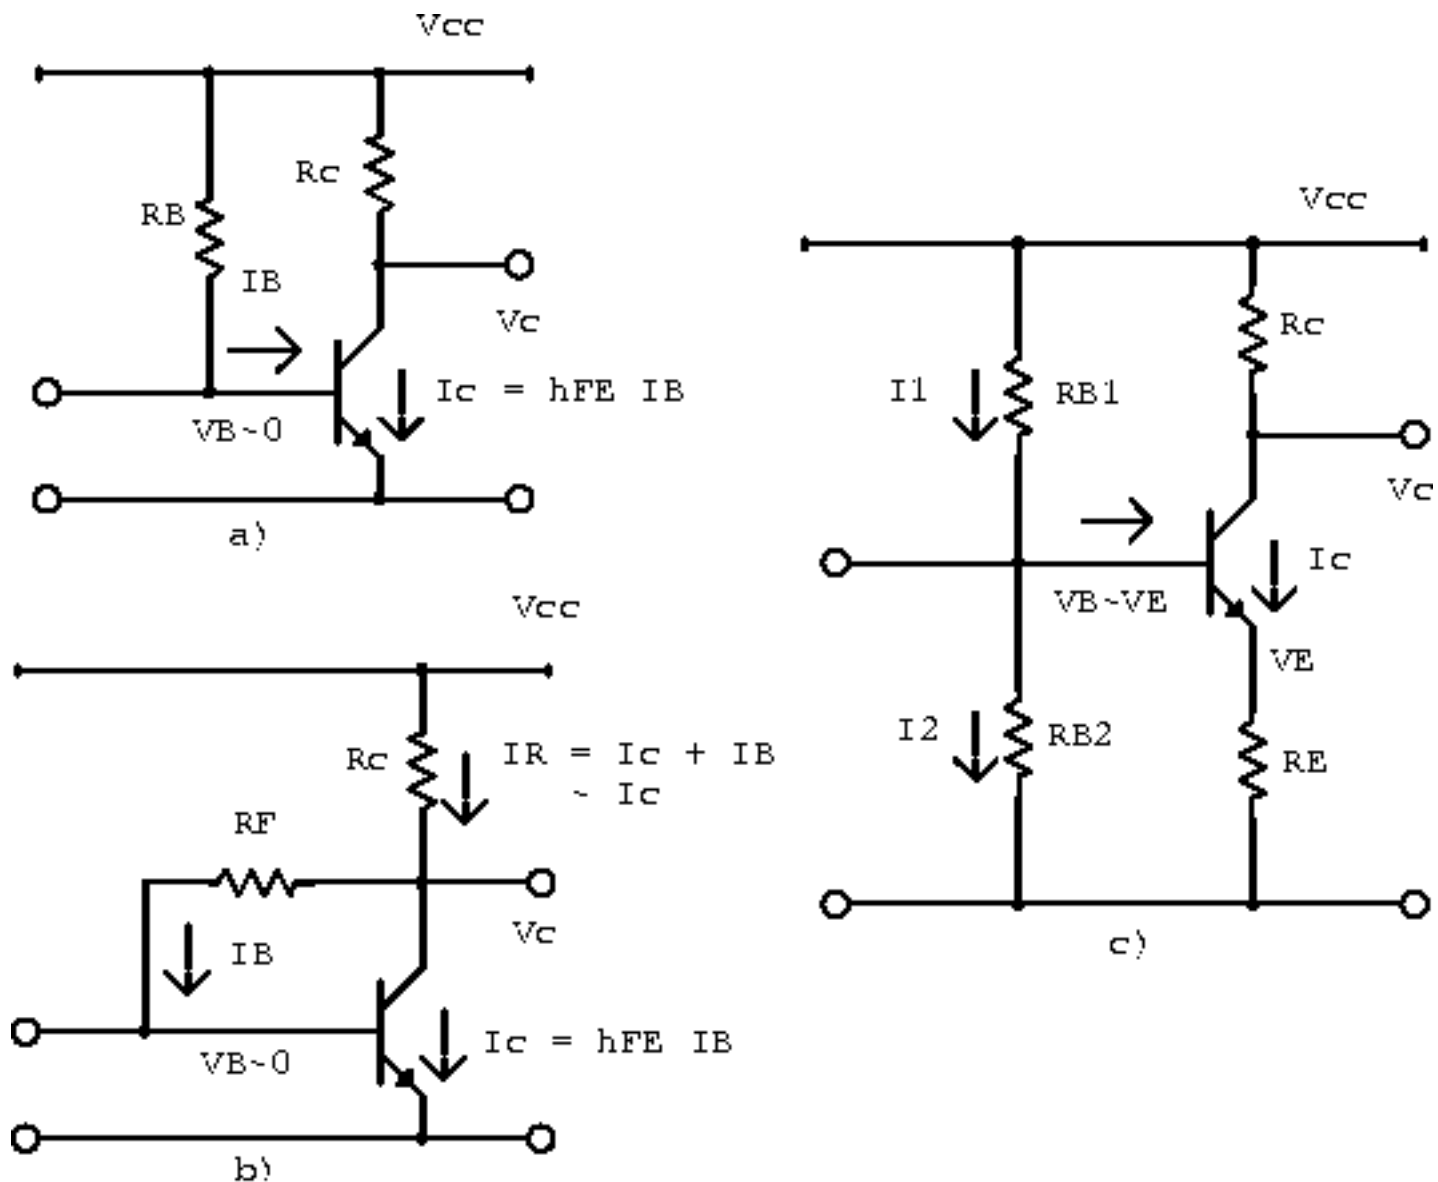 Vcc
Rc
RB
IB
Vc
Ic = hFE IB
VB~0
a)
Vcc
Rc
IR = Ic + IB
~ Ic
RF
Vc
IB
Ic = hFE IB
VB~0
b)
Vcc
Rc
I1
RB1
Vc
Ic
VB~VE
VE
I2
RB2
RE
c)